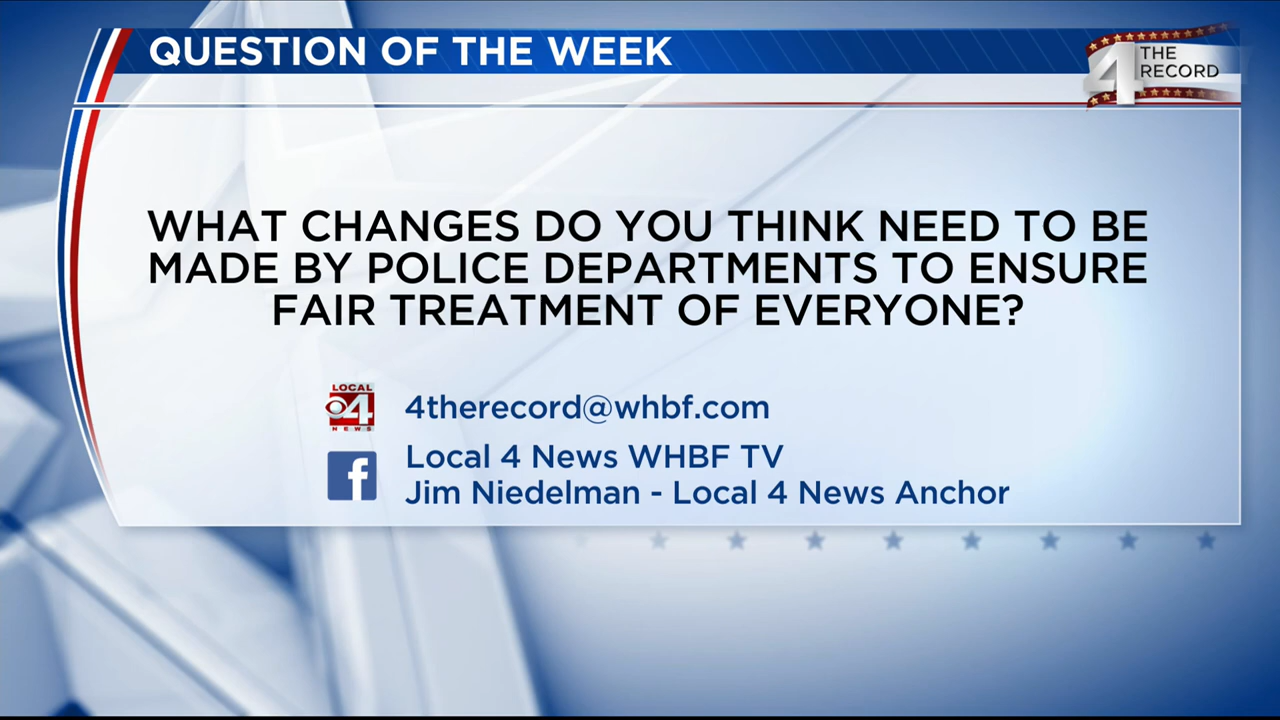 QUESTION OF THE WEEK
4 THE
RECORD
WHAT CHANGES DO YOU THINK NEED TO BE
MADE BY POLICE DEPARTMENTS TO ENSURE
FAIR TREATMENT OF EVERYONE?
LOCAL
4
NEWS
4therecord@whbf.com
f
Local 4 News WHBF TV
Jim Niedelman - Local 4 News Anchor